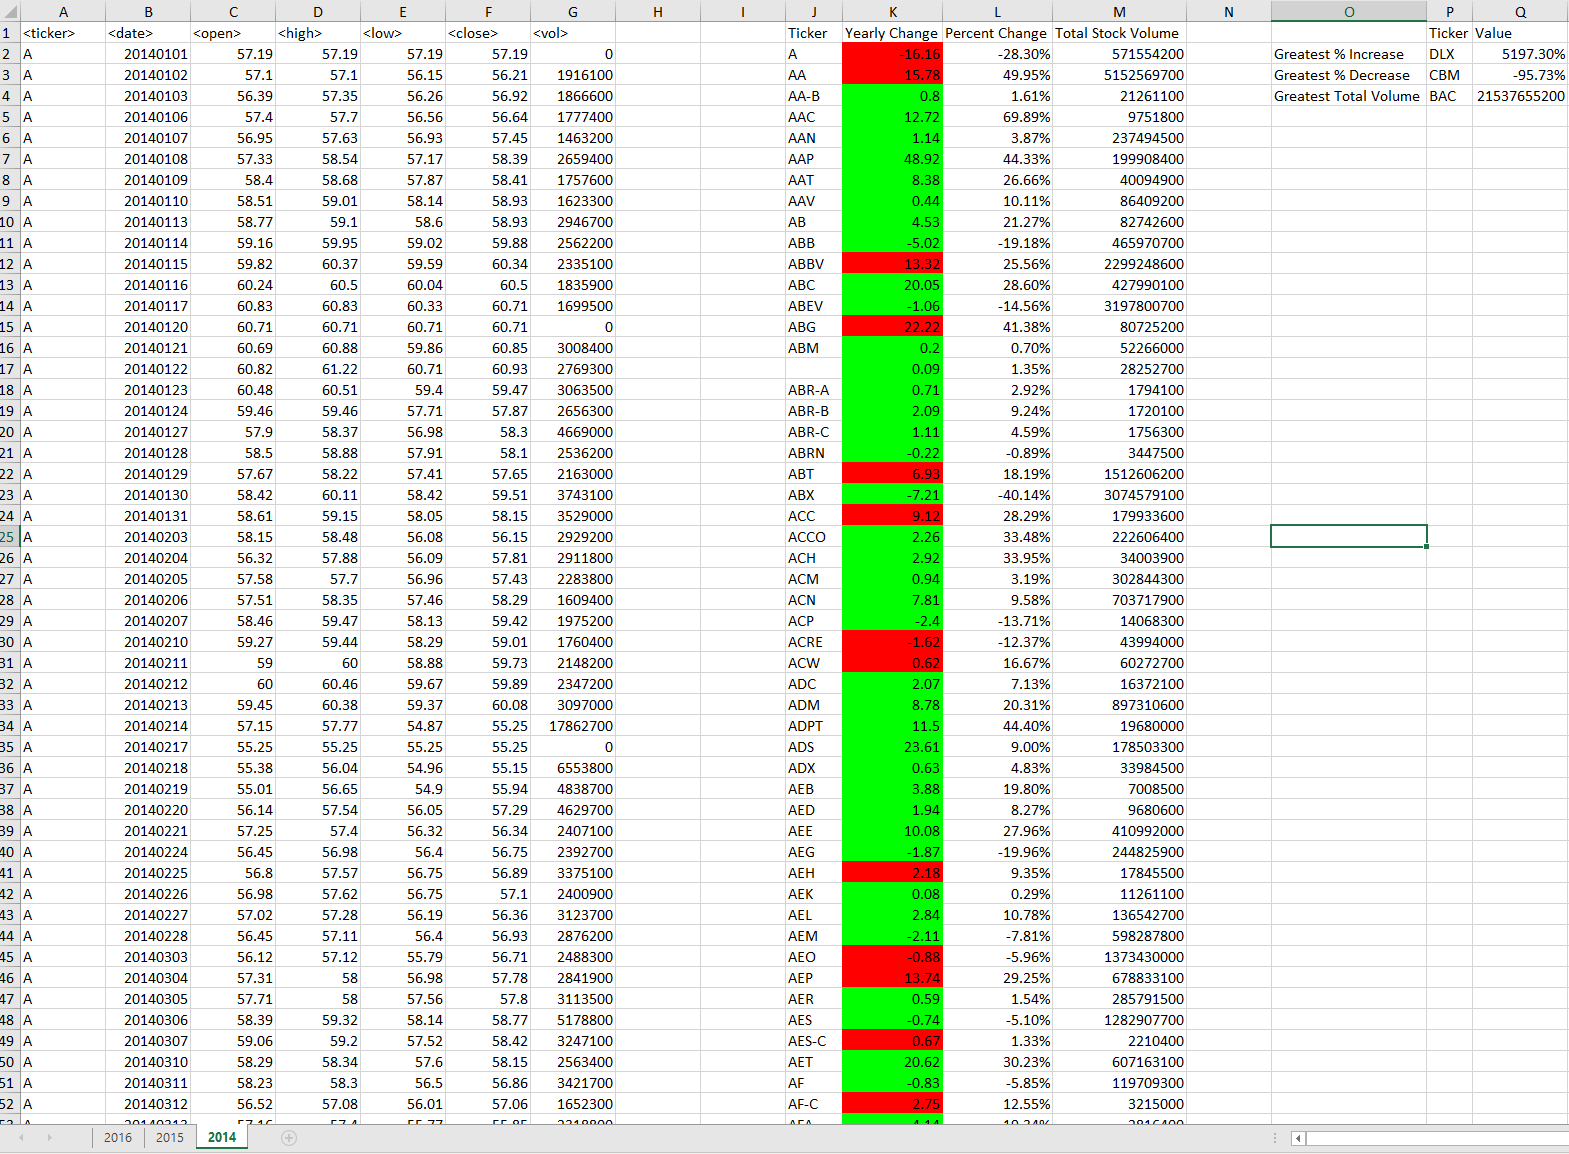 A B C D E F G H I J K L M N O P Q
1 <ticker> <date> <open> <high> <low> <close> <vol> Ticker Yearly Change Percent Change Total Stock Volume Ticker Value
2 A 20140101 57.19 57.19 57.19 57.19 0 A -16.16 -28.30% 571554200 Greatest % Increase DLX 5197.30%
3 A 20140102 57.1 57.1 56.15 56.21 1916100 AA 15.78 49.95% 5152569700 Greatest % Decrease CBM -95.73%
4 A 20140103 56.39 57.35 56.26 56.92 1866600 AA-B 0.8 1.61% 21261100 Greatest Total Volume BAC 21537655200
5 A 20140106 57.4 57.7 56.56 56.64 1777400 AAC 12.72 69.89% 9751800
6 A 20140107 56.95 57.63 56.93 57.45 1463200 AAN 1.14 3.87% 237494500
7 A 20140108 57.33 58.54 57.17 58.39 2659400 AAP 48.92 44.33% 199908400
8 A 20140109 58.4 58.68 57.87 58.41 1757600 AAT 8.38 26.66% 40094900
9 A 20140110 58.51 59.01 58.14 58.93 1623300 AAV 0.44 10.11% 86409200
10 A 20140113 58.77 59.1 58.6 58.93 2946700 AB 4.53 21.27% 82742600
11 A 20140114 59.16 59.95 59.02 59.88 2562200 ABB -5.02 -19.18% 465970700
12 A 20140115 59.82 60.37 59.59 60.34 2335100 ABBV 13.32 25.56% 2299248600
13 A 20140116 60.24 60.5 60.04 60.5 1835900 ABC 20.05 28.60% 427990100
14 A 20140117 60.83 60.83 60.33 60.71 1699500 ABEV -1.06 -14.56% 3197800700
15 A 20140120 60.71 60.71 60.71 60.71 0 ABG 22.22 41.38% 80725200
16 A 20140121 60.69 60.88 59.86 60.85 3008400 ABM 0.2 0.70% 52266000
17 A 20140122 60.82 61.22 60.71 60.93 2769300 0.09 1.35% 28252700
18 A 20140123 60.48 60.51 59.4 59.47 3063500 ABR-A 0.71 2.92% 1794100
19 A 20140124 59.46 59.46 57.71 57.87 2656300 ABR-B 2.09 9.24% 1720100
20 A 20140127 57.9 58.37 56.98 58.3 4669000 ABR-C 1.11 4.59% 1756300
21 A 20140128 58.5 58.88 57.91 58.1 2536200 ABRN -0.22 -0.89% 3447500
22 A 20140129 57.67 58.22 57.41 57.65 2163000 ABT 6.93 18.19% 1512606200
23 A 20140130 58.42 60.11 58.42 59.51 3743100 ABX -7.21 -40.14% 3074579100
24 A 20140131 58.61 59.15 58.05 58.15 3529000 ACC 9.12 28.29% 179933600
25 A 20140203 58.15 58.48 56.08 56.15 2929200 ACCO 2.26 33.48% 222606400
26 A 20140204 56.32 57.88 56.09 57.81 2911800 ACH 2.92 33.95% 34003900
27 A 20140205 57.58 57.7 56.96 57.43 2283800 ACM 0.94 3.19% 302844300
28 A 20140206 57.51 58.35 57.46 58.29 1609400 ACN 7.81 9.58% 703717900
29 A 20140207 58.46 59.47 58.13 59.42 1975200 ACP -2.4 -13.71% 14068300
30 A 20140210 59.27 59.44 58.29 59.01 1760400 ACRE -1.62 -12.37% 43994000
31 A 20140211 59 60 58.88 59.73 2148200 ACW 0.62 16.67% 60272700
32 A 20140212 60 60.46 59.67 59.89 2347200 ADC 2.07 7.13% 16372100
33 A 20140213 59.45 60.38 59.37 60.08 3097000 ADM 8.78 20.31% 897310600
34 A 20140214 57.15 57.77 54.87 55.25 17862700 ADPT 11.5 44.40% 19680000
35 A 20140217 55.25 55.25 55.25 55.25 0 ADS 23.61 9.00% 178503300
36 A 20140218 55.38 56.04 54.96 55.15 6553800 ADX 0.63 4.83% 33984500
37 A 20140219 55.01 56.65 54.9 55.94 4838700 AEB 3.88 19.80% 7008500
38 A 20140220 56.14 57.54 56.05 57.29 4629700 AED 1.94 8.27% 9680600
39 A 20140221 57.25 57.4 56.32 56.34 2407100 AEE 10.08 27.96% 410992000
40 A 20140224 56.45 56.98 56.4 56.75 2392700 AEG -1.87 -19.96% 244825900
41 A 20140225 56.8 57.57 56.75 56.89 3375100 AEH 2.18 9.35% 17845500
42 A 20140226 56.98 57.62 56.75 57.1 2400900 AEK 0.08 0.29% 11261100
43 A 20140227 57.02 57.28 56.19 56.36 3123700 AEL 2.84 10.78% 136542700
44 A 20140228 56.45 57.11 56.4 56.93 2876200 AEM -2.11 -7.81% 598287800
45 A 20140303 56.12 57.12 55.79 56.71 2488300 AEO -0.88 -5.96% 1373430000
46 A 20140304 57.31 58 56.98 57.78 2841900 AEP 13.74 29.25% 678833100
47 A 20140305 57.71 58 57.56 57.8 3113500 AER 0.59 1.54% 285791500
48 A 20140306 58.39 59.32 58.14 58.77 5178800 AES -0.74 -5.10% 1282907700
49 A 20140307 59.06 59.2 57.52 58.42 3247100 AES-C 0.67 1.33% 2210400
50 A 20140310 58.29 58.34 57.6 58.15 2563400 AET 20.62 30.23% 607163100
51 A 20140311 58.23 58.3 56.5 56.86 3421700 AF -0.83 -5.85% 119709300
52 A 20140312 56.52 57.08 56.01 57.06 1652300 AF-C 2.75 12.55% 3215000
2016 2015 2014